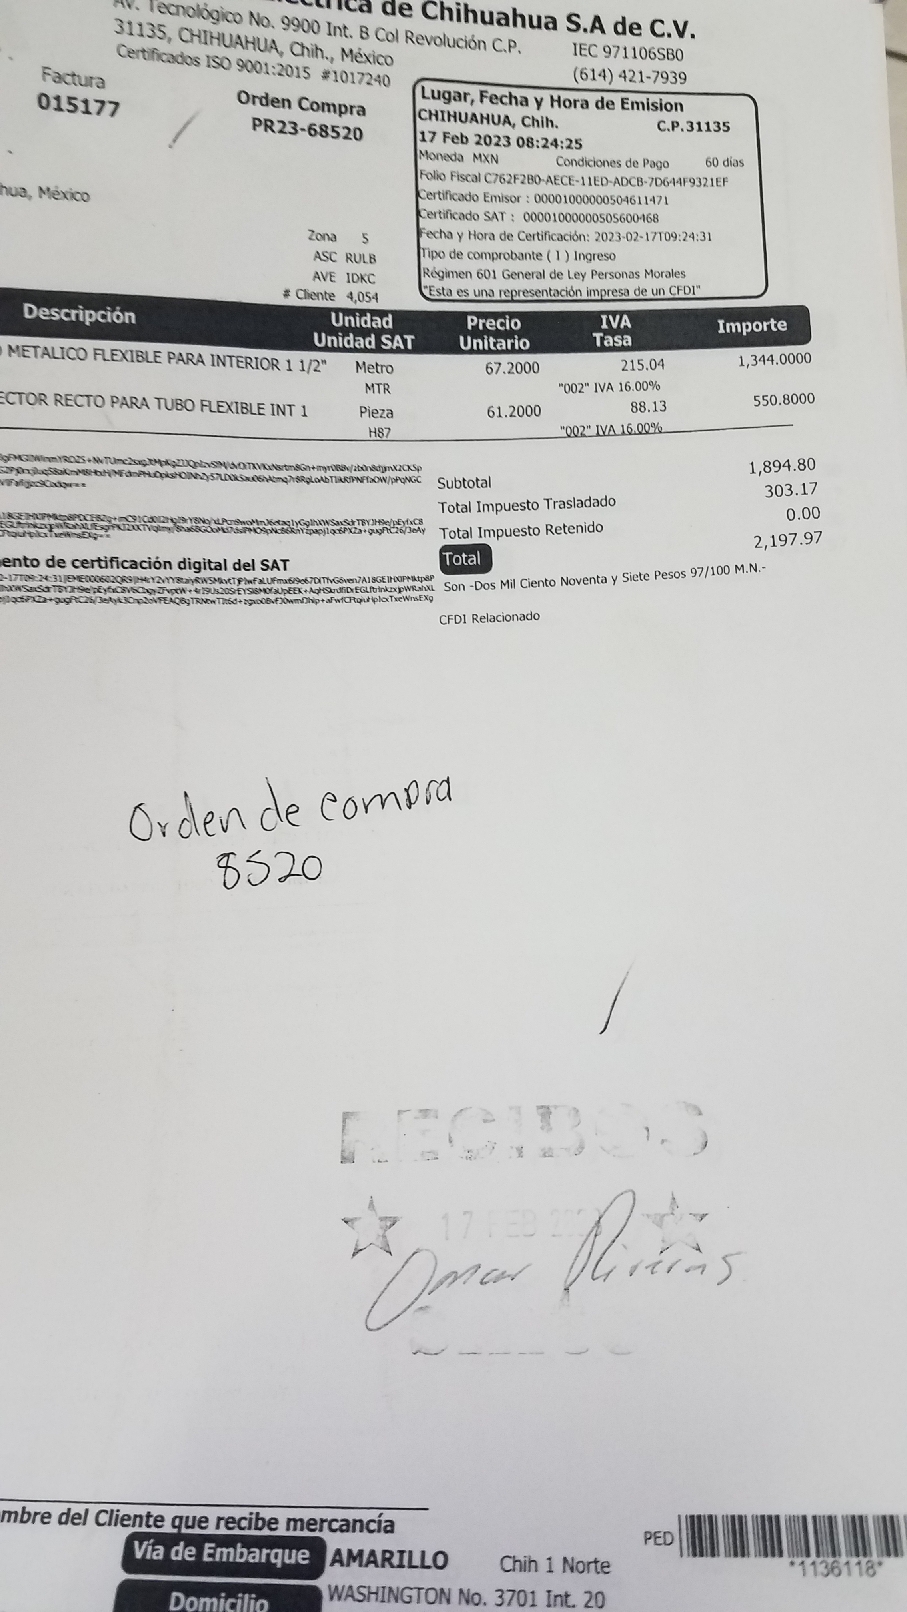 de Chihuahua S.A de C.V.
AV. Tecnológico No. 9900 Int. B Col Revolución C.P.
31135, CHIHUAHUA, Chih., México
Certificados ISO 9001:2015 #1017240
IEC 971106SB0
(614) 421-7939
Factura
015177
Orden Compra
PR23-68520
Lugar, Fecha y Hora de Emision
CHIHUAHUA, Chih. C.P.31135
17 Feb 2023 08:24:25
Moneda MXN Condiciones de Pago 60 días
Folio Fiscal C762F2B0-AECE-11ED-ADCB-7D644F9321EF
Certificado Emisor : 00001000000504611471
Certificado SAT : 00001000000505600468
Fecha y Hora de Certificación: 2023-02-17T09:24:31
Tipo de comprobante ( I ) Ingreso
Régimen 601 General de Ley Personas Morales
"Esta es una representación impresa de un CFDI"
hua, México
Zona 5
ASC RULB
AVE IDKC
# Cliente 4,054
Descripción Unidad Precio IVA Importe
Unidad SAT Unitario Tasa
METALICO FLEXIBLE PARA INTERIOR 1 1/2" Metro 67.2000 215.04 1,344.0000
MTR "002" IVA 16.00%
ECTOR RECTO PARA TUBO FLEXIBLE INT 1 Pieza 61.2000 88.13 550.8000
H87 "002" IVA 16.00%
Subtotal 1,894.80
Total Impuesto Trasladado 303.17
Total Impuesto Retenido 0.00
Total 2,197.97
ento de certificación digital del SAT
Son -Dos Mil Ciento Noventa y Siete Pesos 97/100 M.N.-
CFDI Relacionado
Orden de compra
8520
RECIBOS
17 FEB
Omar Oliveras
mbre del Cliente que recibe mercancía
Vía de Embarque AMARILLO Chih 1 Norte
PED
*1136118*
Domicilio WASHINGTON No. 3701 Int. 20